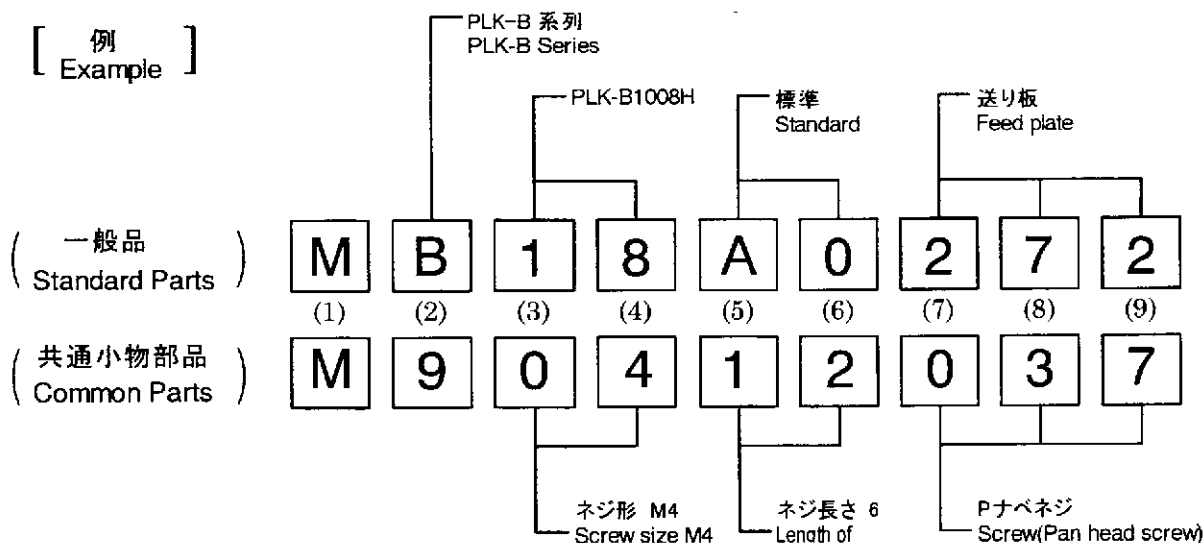 PLK-B 系列
PLK-B Series
[ 例 Example ]
PLK-B1008H
標準
Standard
送り板
Feed plate
( 一般品 Standard Parts ) M B 1 8 A 0 2 7 2
(1) (2) (3) (4) (5) (6) (7) (8) (9)
( 共通小物部品 Common Parts ) M 9 0 4 1 2 0 3 7
ネジ形 M4
Screw size M4
ネジ長さ 6
Length of
Pナベネジ
Screw(Pan head screw)